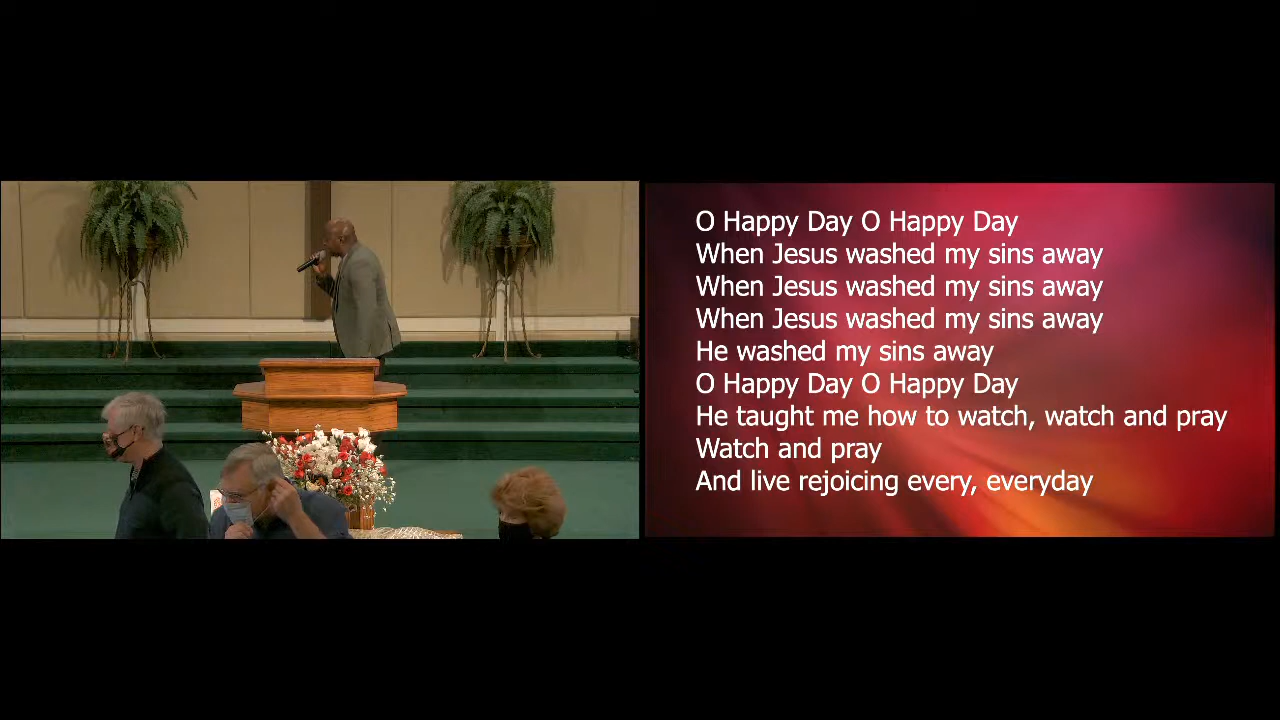 O Happy Day O Happy Day
When Jesus washed my sins away
When Jesus washed my sins away
When Jesus washed my sins away
He washed my sins away
O Happy Day O Happy Day
He taught me how to watch, watch and pray
Watch and pray
And live rejoicing every, everyday